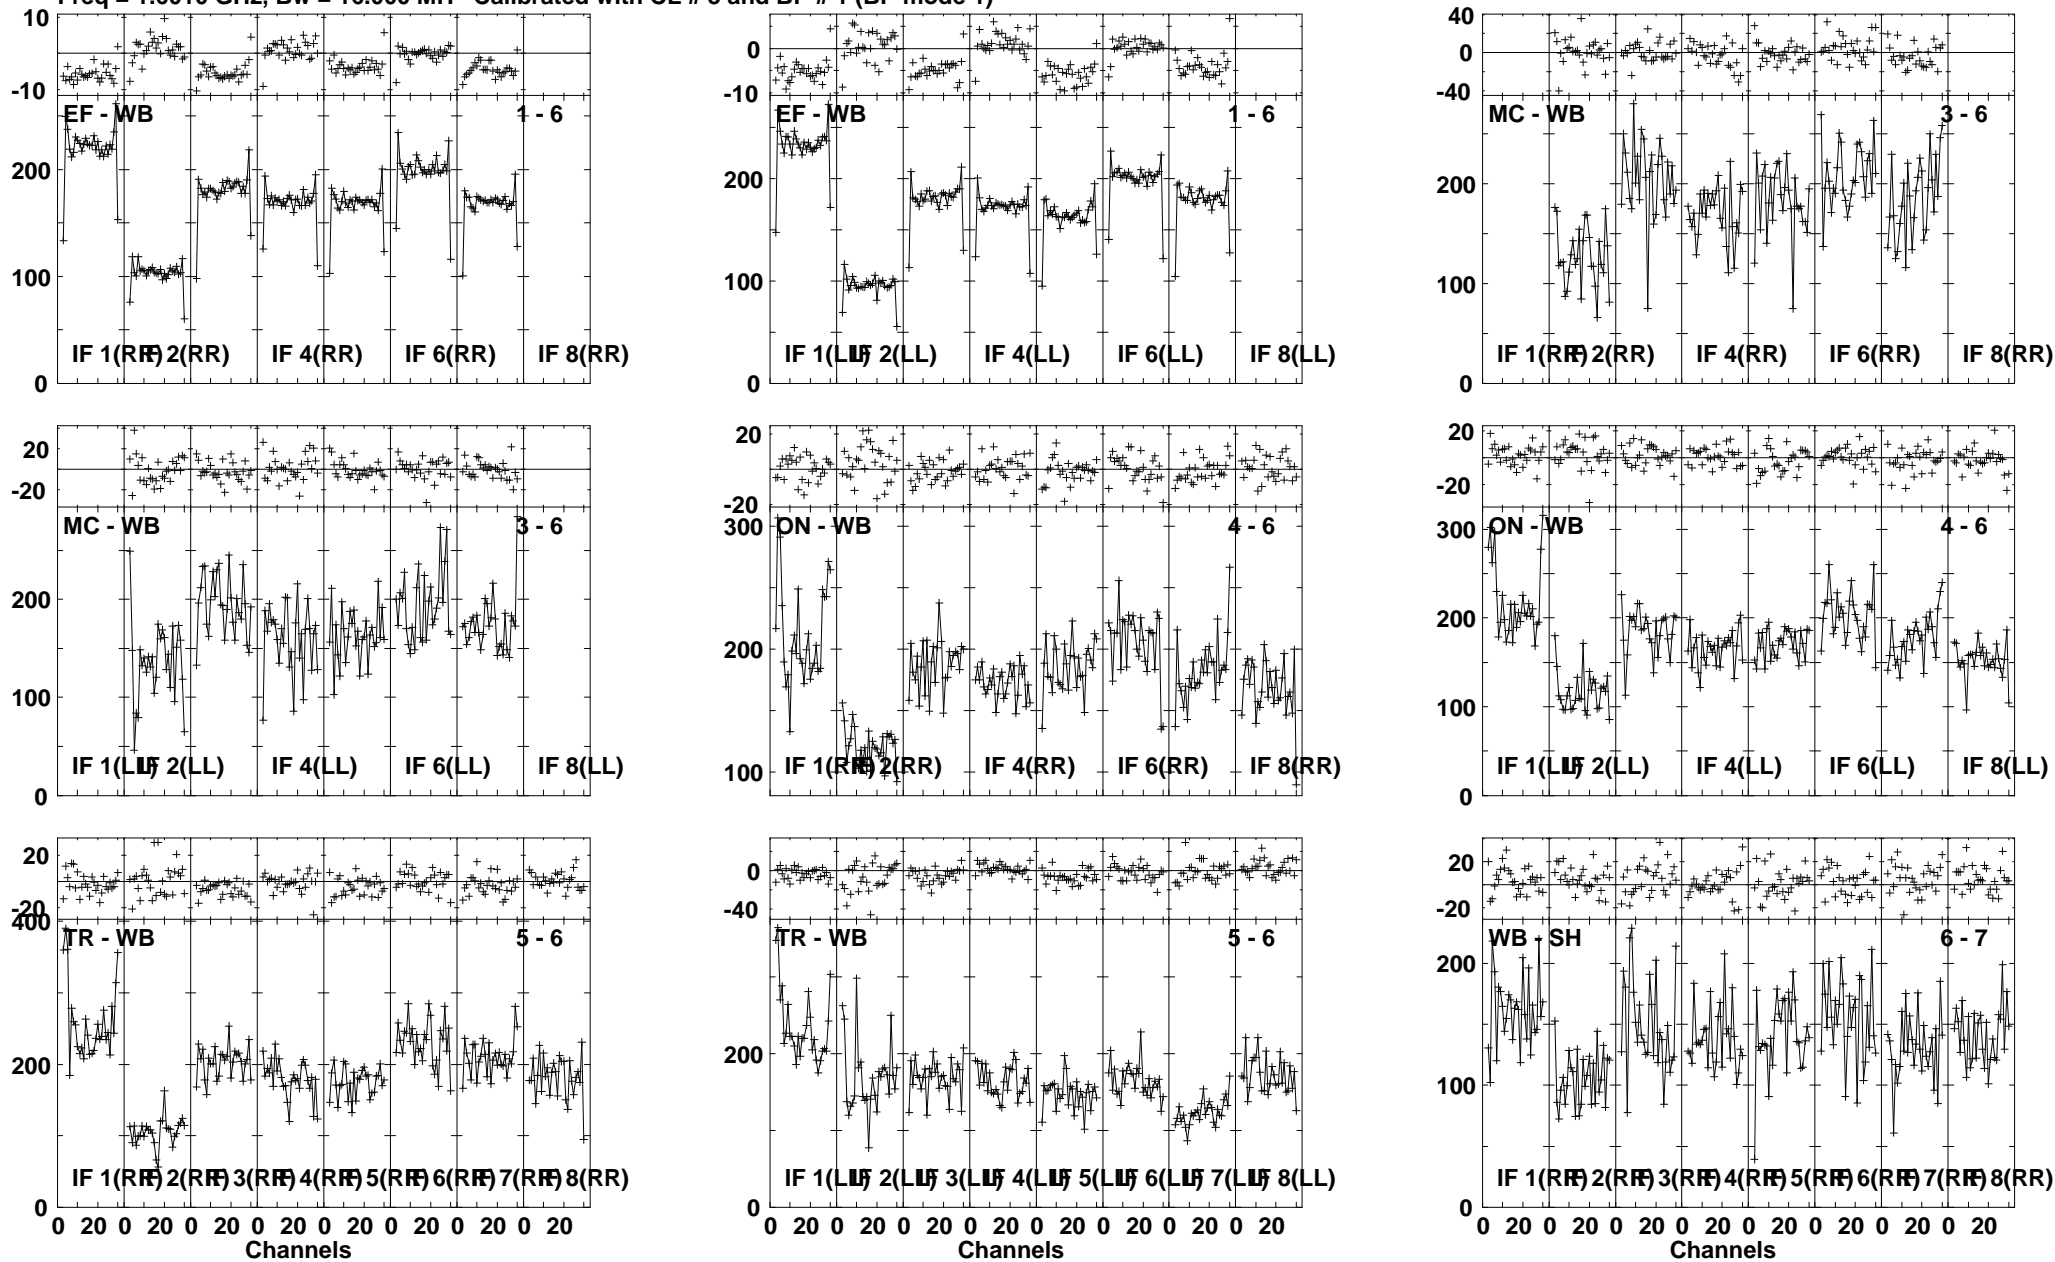 Calibrated with CL # and BP # 1 (BP mode 1)
10
-10
EF - WB 1 - 6
200
100
0
IF 1(RR) IF 2(RR) IF 4(RR) IF 6(RR) IF 8(RR)
0
-10
EF - WB 1 - 6
200
100
0
IF 1(LL) IF 2(LL) IF 4(LL) IF 6(LL) IF 8(LL)
40
0
-40
MC - WB 3 - 6
200
100
0
IF 1(RR) IF 2(RR) IF 4(RR) IF 6(RR) IF 8(RR)
20
-20
MC - WB 3 - 6
200
100
0
IF 1(LL) IF 2(LL) IF 4(LL) IF 6(LL) IF 8(LL)
20
-20
300
ON - WB 4 - 6
200
100
IF 1(RR) IF 2(RR) IF 4(RR) IF 6(RR) IF 8(RR)
20
-20
300
ON - WB 4 - 6
200
100
0
IF 1(LL) IF 2(LL) IF 4(LL) IF 6(LL) IF 8(LL)
20
-20
400
TR - WB 5 - 6
200
0
IF 1(RR) IF 2(RR) IF 3(RR) IF 4(RR) IF 5(RR) IF 6(RR) IF 7(RR) IF 8(RR)
0 20 0 20 0 20 0 20 0 20 0 20 0 20 0 20
Channels
0
-40
TR - WB 5 - 6
200
0
IF 1(LL) IF 2(LL) IF 3(LL) IF 4(LL) IF 5(LL) IF 6(LL) IF 7(LL) IF 8(LL)
0 20 0 20 0 20 0 20 0 20 0 20 0 20 0 20
Channels
20
-20
WB - SH 6 - 7
200
100
0
IF 1(RR) IF 2(RR) IF 3(RR) IF 4(RR) IF 5(RR) IF 6(RR) IF 7(RR) IF 8(RR)
0 20 0 20 0 20 0 20 0 20 0 20 0 20 0 20
Channels